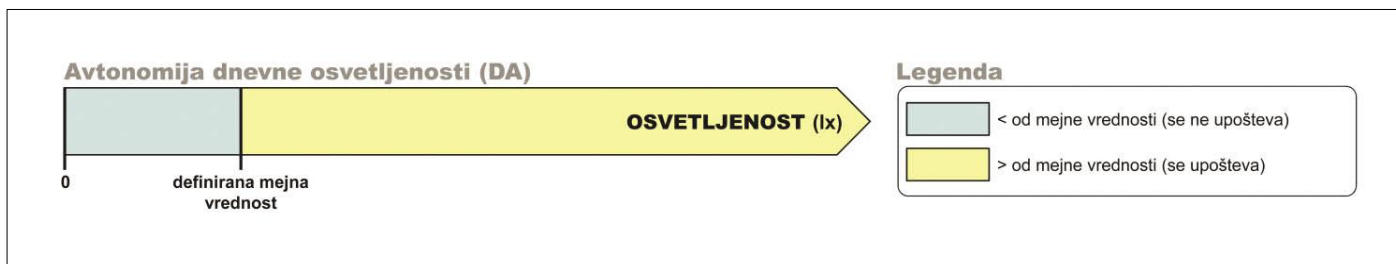 Avtonomija dnevne osvetljenosti (DA)
OSVETLJENOST (lx)
0
definirana mejna
vrednost
Legenda
< od mejne vrednosti (se ne upošteva)
> od mejne vrednosti (se upošteva)